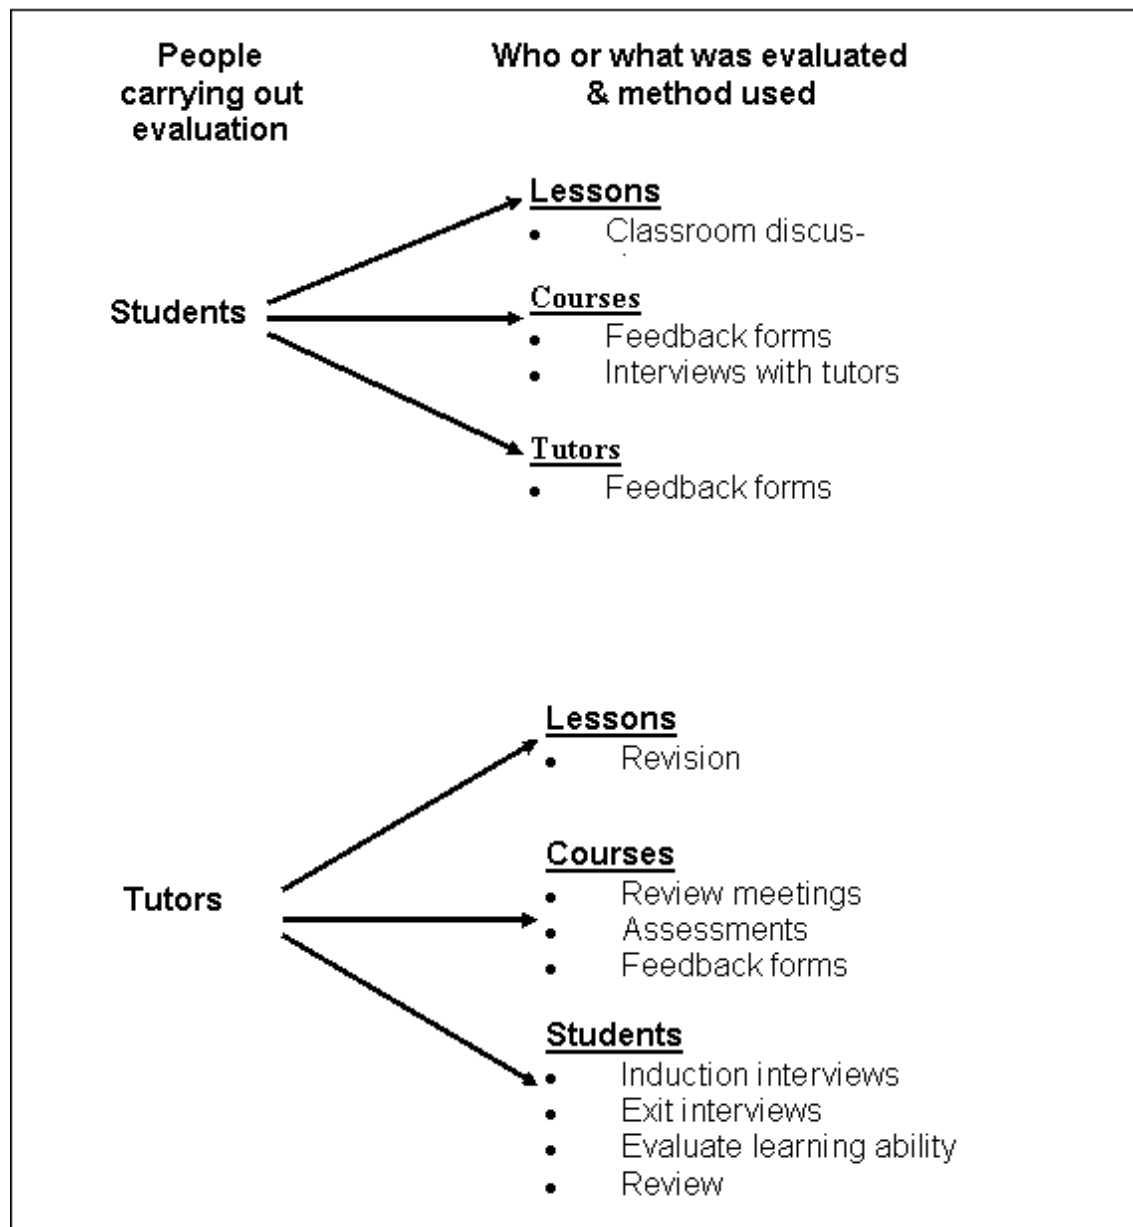 People
carrying out
evaluation
Who or what was evaluated
& method used
Students
Lessons
• Classroom discus-
Courses
• Feedback forms
• Interviews with tutors
Tutors
• Feedback forms
Tutors
Lessons
• Revision
Courses
• Review meetings
• Assessments
• Feedback forms
Students
• Induction interviews
• Exit interviews
• Evaluate learning ability
• Review